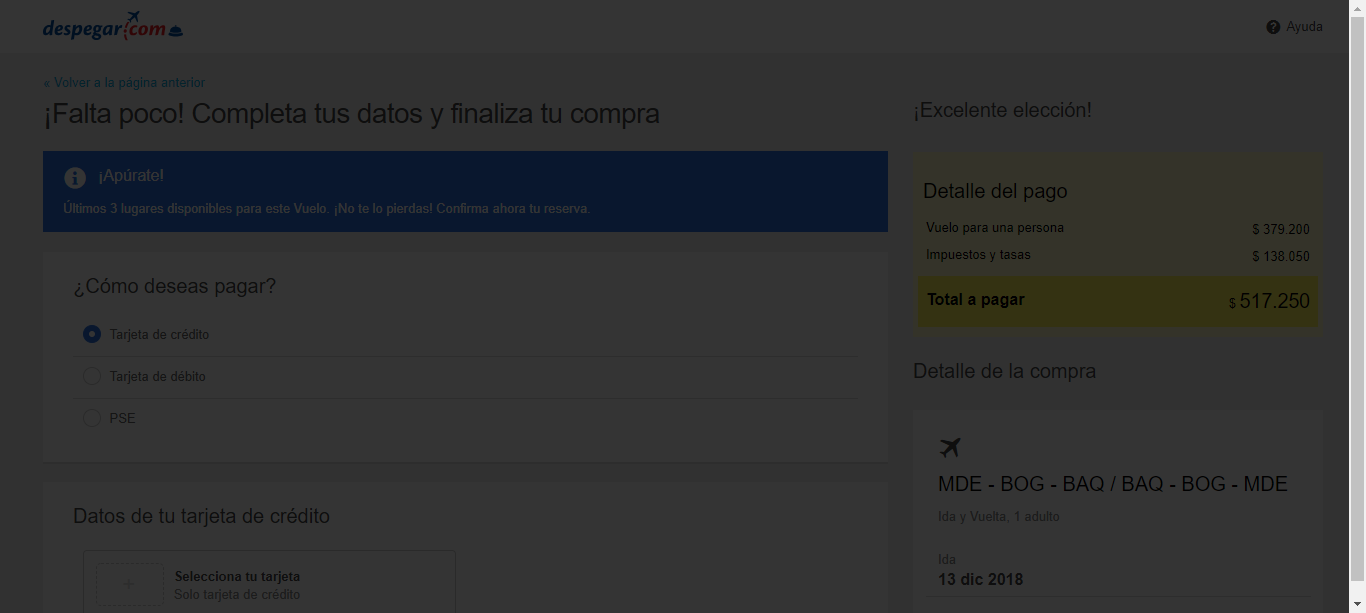 despegar.com
Ayuda
« Volver a la página anterior
¡Falta poco! Completa tus datos y finaliza tu compra
¡Apúrate!
Últimos 3 lugares disponibles para este Vuelo. ¡No te lo pierdas! Confirma ahora tu reserva.
¿Cómo deseas pagar?
Tarjeta de crédito
Tarjeta de débito
PSE
Datos de tu tarjeta de crédito
Selecciona tu tarjeta
Solo tarjeta de crédito
¡Excelente elección!
Detalle del pago
Vuelo para una persona $ 379.200
Impuestos y tasas $ 138.050
Total a pagar $ 517.250
Detalle de la compra
MDE - BOG - BAQ / BAQ - BOG - MDE
Ida y Vuelta, 1 adulto
Ida
13 dic 2018